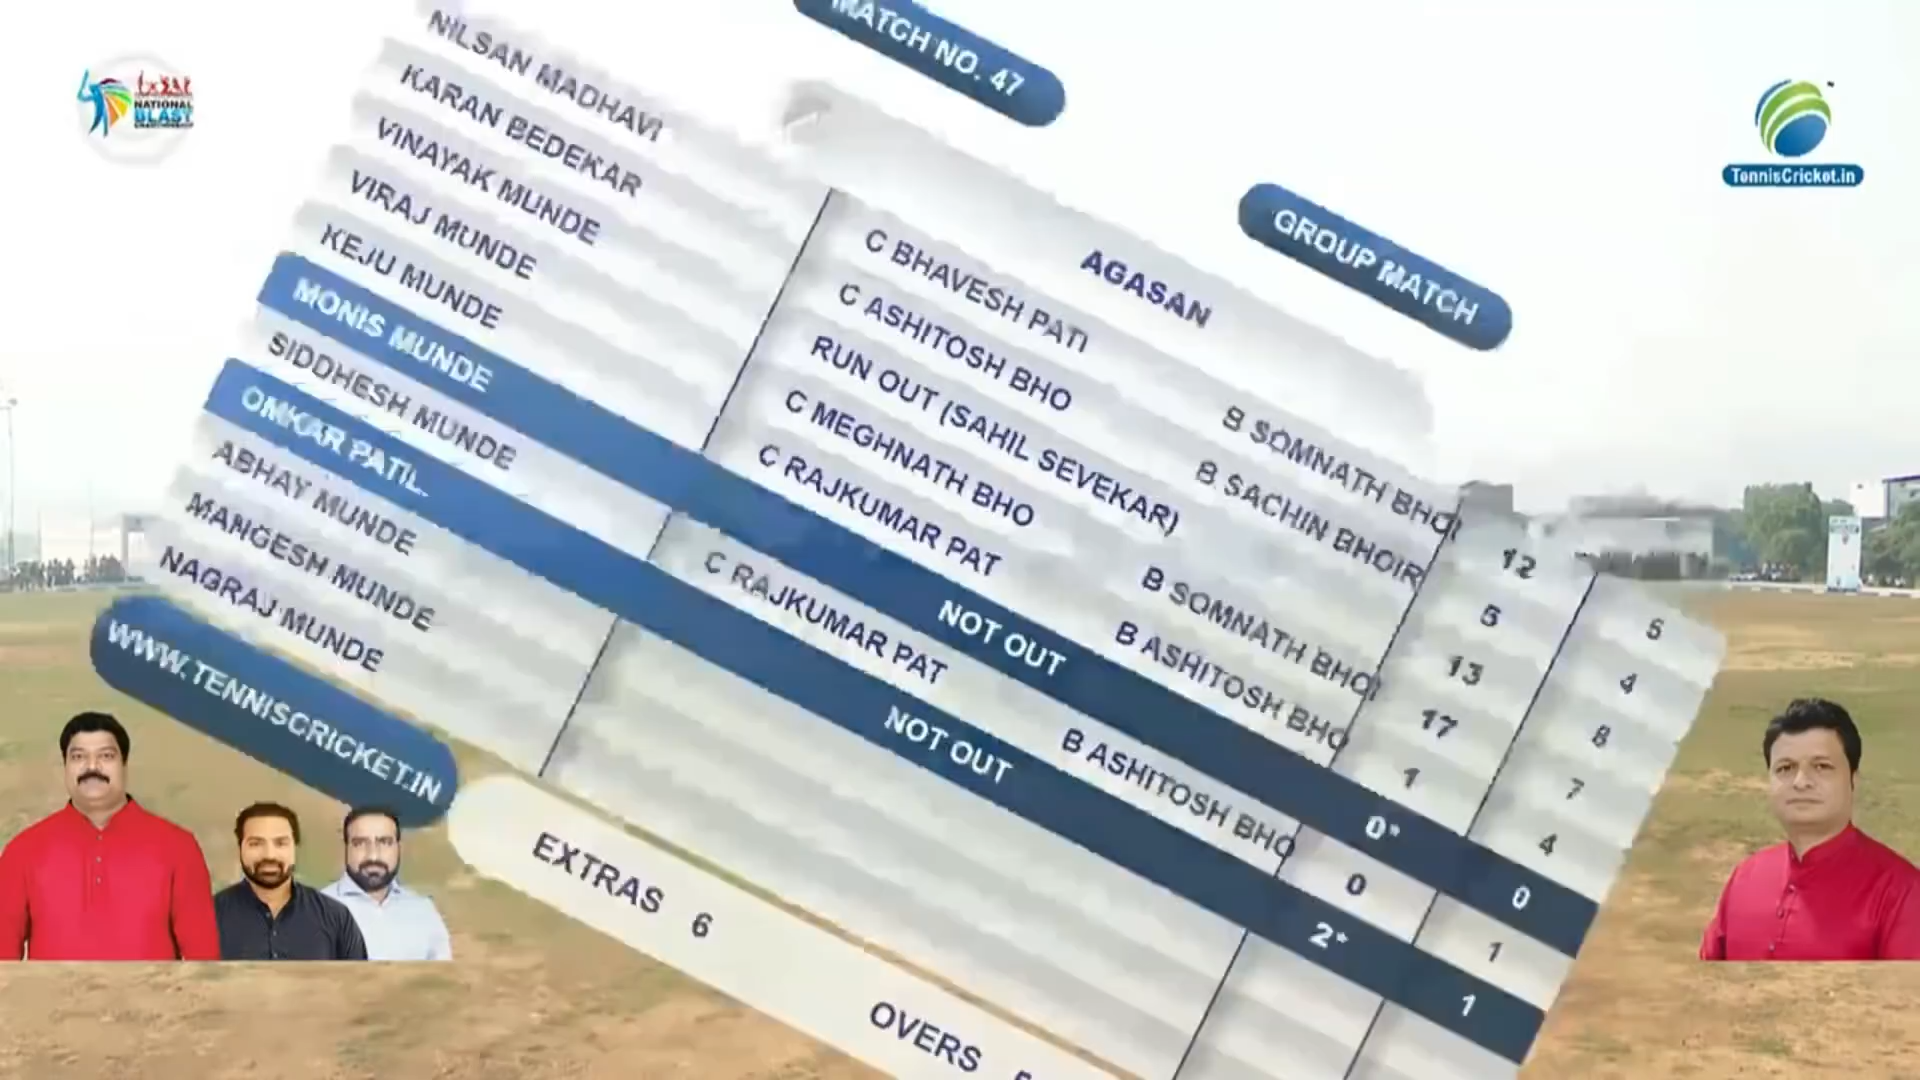 MATCH NO. 47
GROUP MATCH
AGASAN
NILSAN MADHAVI C BHAVESH PATI B SOMNATH BHOI 12 5
KARAN BEDEKAR C ASHITOSH BHO B SACHIN BHOIR 5 4
VINAYAK MUNDE RUN OUT (SAHIL SEVEKAR) 13 8
VIRAJ MUNDE C MEGHNATH BHO B SOMNATH BHOI 17 7
KEJU MUNDE C RAJKUMAR PAT B ASHITOSH BHO 1 4
MONIS MUNDE NOT OUT 0* 0
SIDDHESH MUNDE C RAJKUMAR PAT B ASHITOSH BHO 0 1
OMKAR PATIL. NOT OUT 2* 1
ABHAY MUNDE
MANGESH MUNDE
NAGRAJ MUNDE
WWW.TENNISCRICKET.IN
EXTRAS 6
OVERS
NATIONAL
BLAST
TennisCricket.in